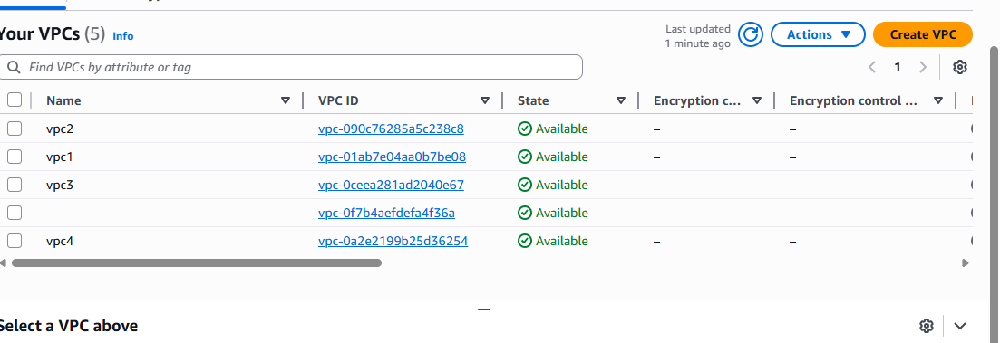 Your VPCs (5) Info
Last updated
1 minute ago
Actions
Create VPC
Find VPCs by attribute or tag
1
Name VPC ID State Encryption c... Encryption control ...
vpc2 vpc-090c76285a5c238c8 Available – –
vpc1 vpc-01ab7e04aa0b7be08 Available – –
vpc3 vpc-0ceea281ad2040e67 Available – –
– vpc-0f7b4aefdefa4f36a Available – –
vpc4 vpc-0a2e2199b25d36254 Available – –
Select a VPC above